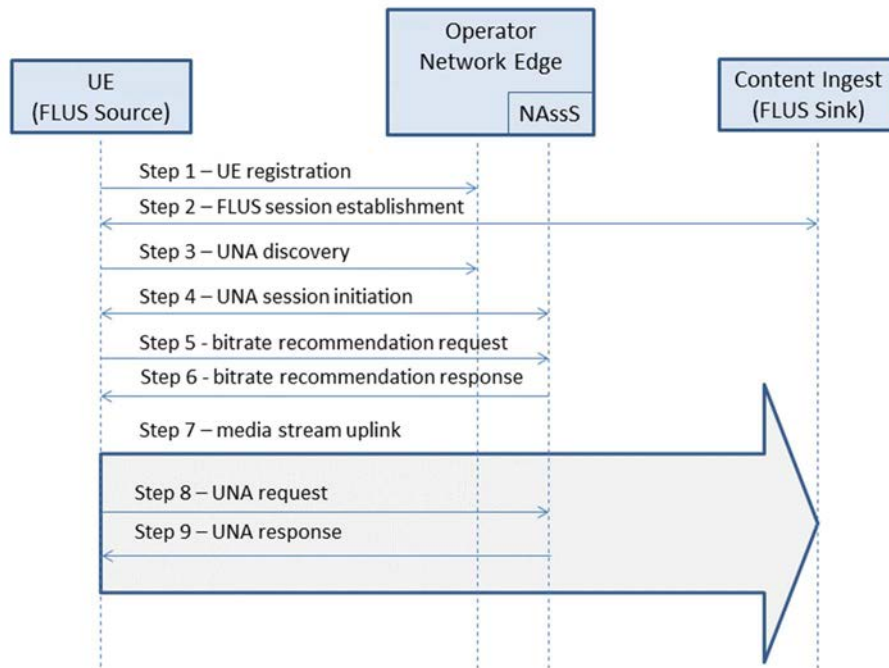 Operator
Network Edge
NAssS
UE
(FLUS Source)
Content Ingest
(FLUS Sink)
Step 1 – UE registration
Step 2 – FLUS session establishment
Step 3 – UNA discovery
Step 4 – UNA session initiation
Step 5 - bitrate recommendation request
Step 6 - bitrate recommendation response
Step 7 – media stream uplink
Step 8 – UNA request
Step 9 – UNA response